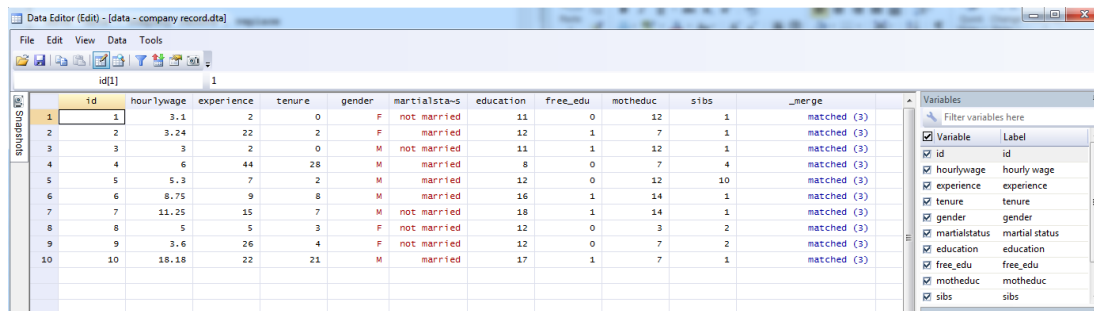 Data Editor (Edit) - [data - company record.dta]
File Edit View Data Tools
id[1] 1
Snapshots
id hourlywage experience tenure gender martialsta~s education free_edu motheduc sibs _merge
1 1 3.1 2 0 F not married 11 0 12 1 matched (3)
2 2 3.24 22 2 F married 12 1 7 1 matched (3)
3 3 3 2 0 M not married 11 1 12 1 matched (3)
4 4 6 44 28 M married 8 0 7 4 matched (3)
5 5 5.3 7 2 M married 12 0 12 10 matched (3)
6 6 8.75 9 8 M married 16 1 14 1 matched (3)
7 7 11.25 15 7 M not married 18 1 14 1 matched (3)
8 8 5 5 3 F not married 12 0 3 2 matched (3)
9 9 3.6 26 4 F not married 12 0 7 2 matched (3)
10 10 18.18 22 21 M married 17 1 7 1 matched (3)
Variables
Filter variables here
Variable Label
id id
hourlywage hourly wage
experience experience
tenure tenure
gender gender
martialstatus martial status
education education
free_edu free_edu
motheduc motheduc
sibs sibs